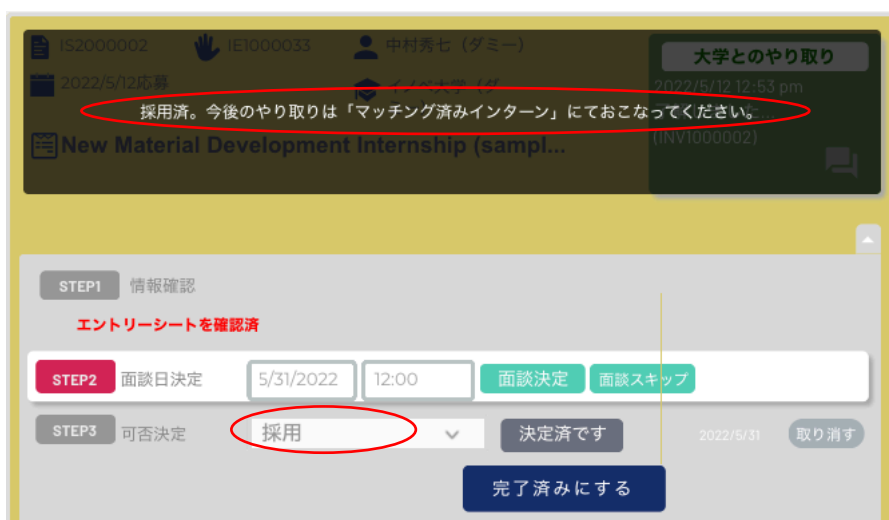 IS2000002 IE1000033 中村秀七（ダミー） 大学とのやり取り
2022/5/12応募 イノベ大学（ダ 2022/5/12 12:53 pm
採用済。今後のやり取りは「マッチング済みインターン」にておこなってください。
New Material Development Internship (sampl... (INV1000002)
STEP1 情報確認
エントリーシートを確認済
STEP2 面談日決定 5/31/2022 12:00 面談決定 面談スキップ
STEP3 可否決定 採用 決定済です 2022/5/31 取り消す
完了済みにする